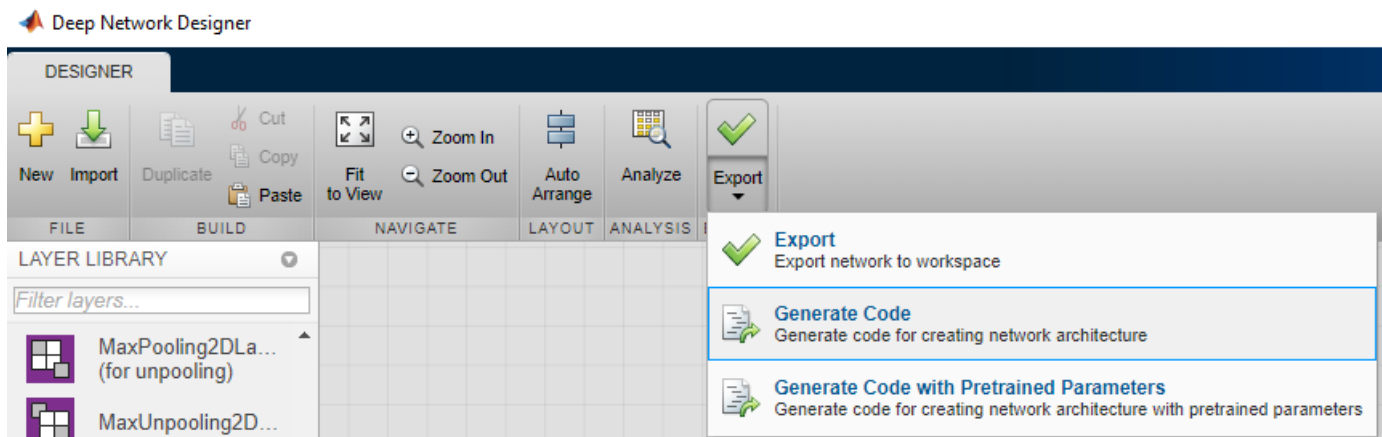 Deep Network Designer
DESIGNER
New
Import
Duplicate
Cut
Copy
Paste
Fit
to View
Zoom In
Zoom Out
Auto
Arrange
Analyze
Export
FILE
BUILD
NAVIGATE
LAYOUT
ANALYSIS
LAYER LIBRARY
Filter layers...
MaxPooling2DLa...
(for unpooling)
MaxUnpooling2D...
Export
Export network to workspace
Generate Code
Generate code for creating network architecture
Generate Code with Pretrained Parameters
Generate code for creating network architecture with pretrained parameters